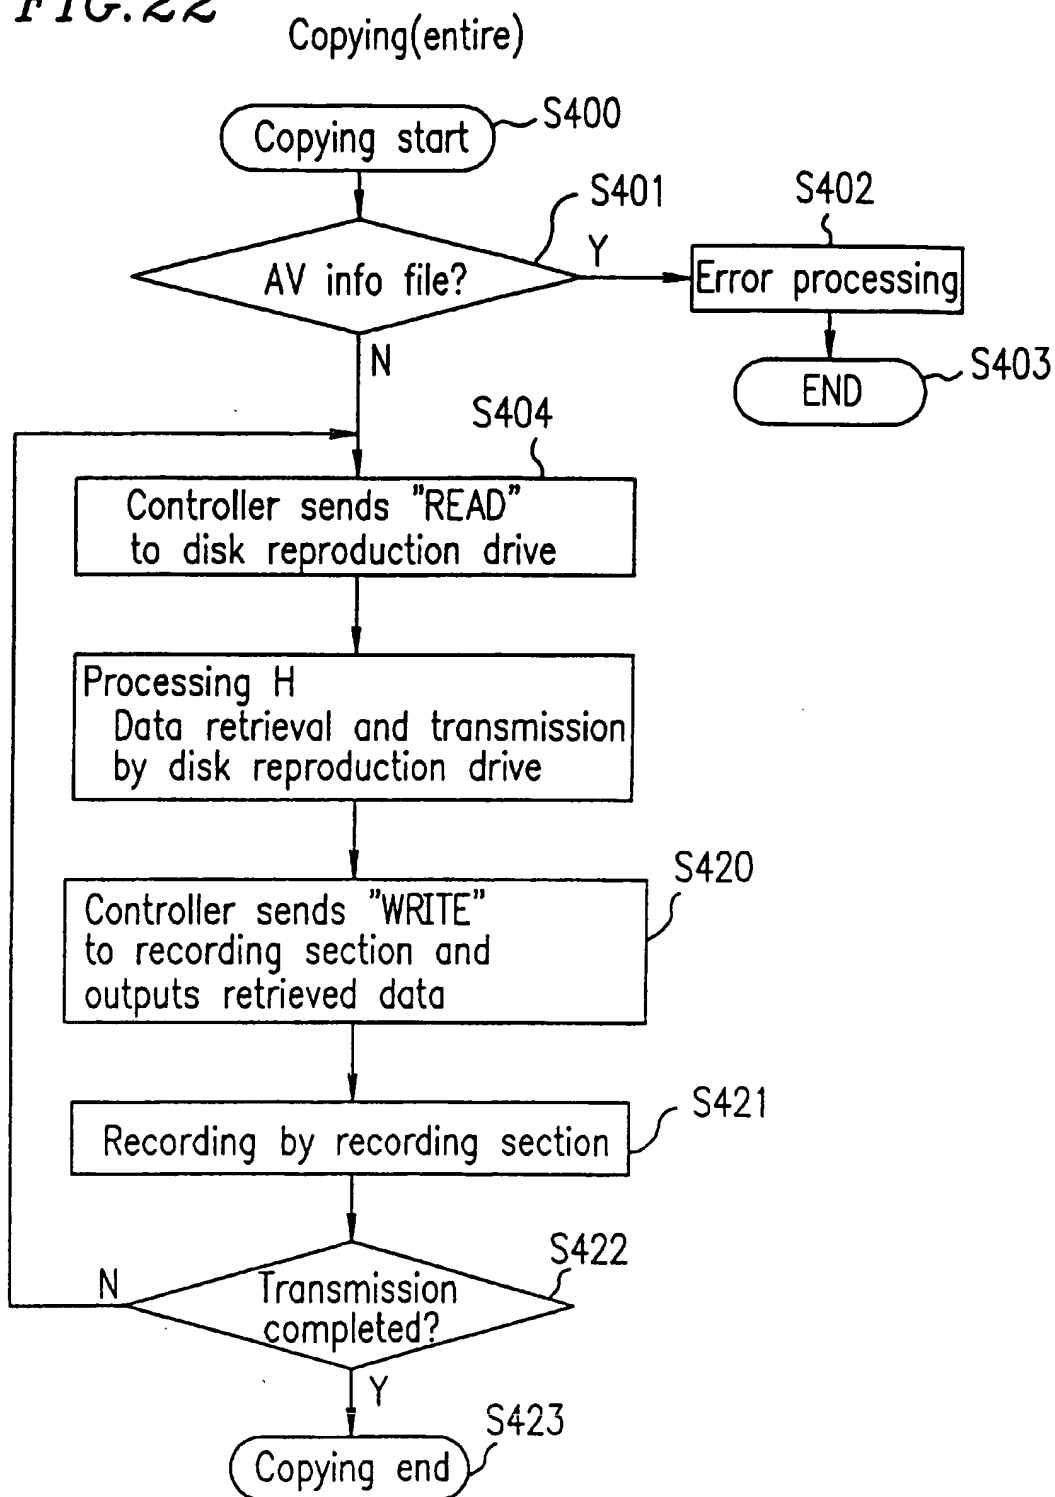 FIG. 22
Copying(entire)
Copying start
S400
S401
S402
AV info file?
Y
Error processing
N
END
S403
S404
Controller sends "READ"
to disk reproduction drive
Processing H
Data retrieval and transmission
by disk reproduction drive
S420
Controller sends "WRITE"
to recording section and
outputs retrieved data
S421
Recording by recording section
S422
N
Transmission
completed?
Y
S423
Copying end